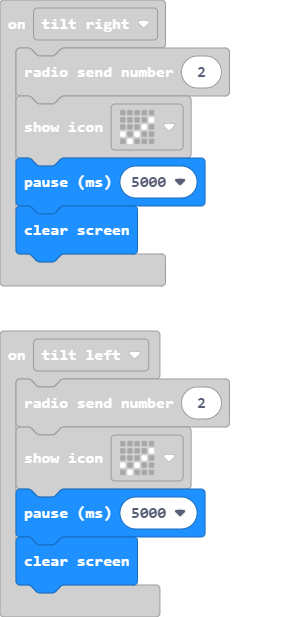 on tilt right
radio send number 2
show icon
pause (ms) 5000
clear screen
on tilt left
radio send number 2
show icon
pause (ms) 5000
clear screen